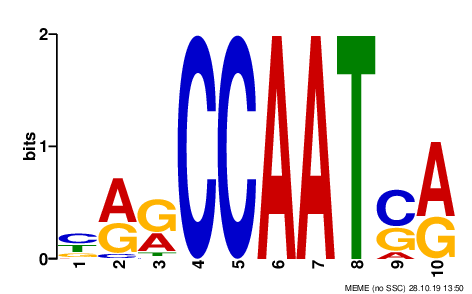 2
bits
1
0
C A G C C A A T C A
T G A G G
G C T A
1 2 3 4 5 6 7 8 9 10
MEME (no SSC) 28.10.19 13:50